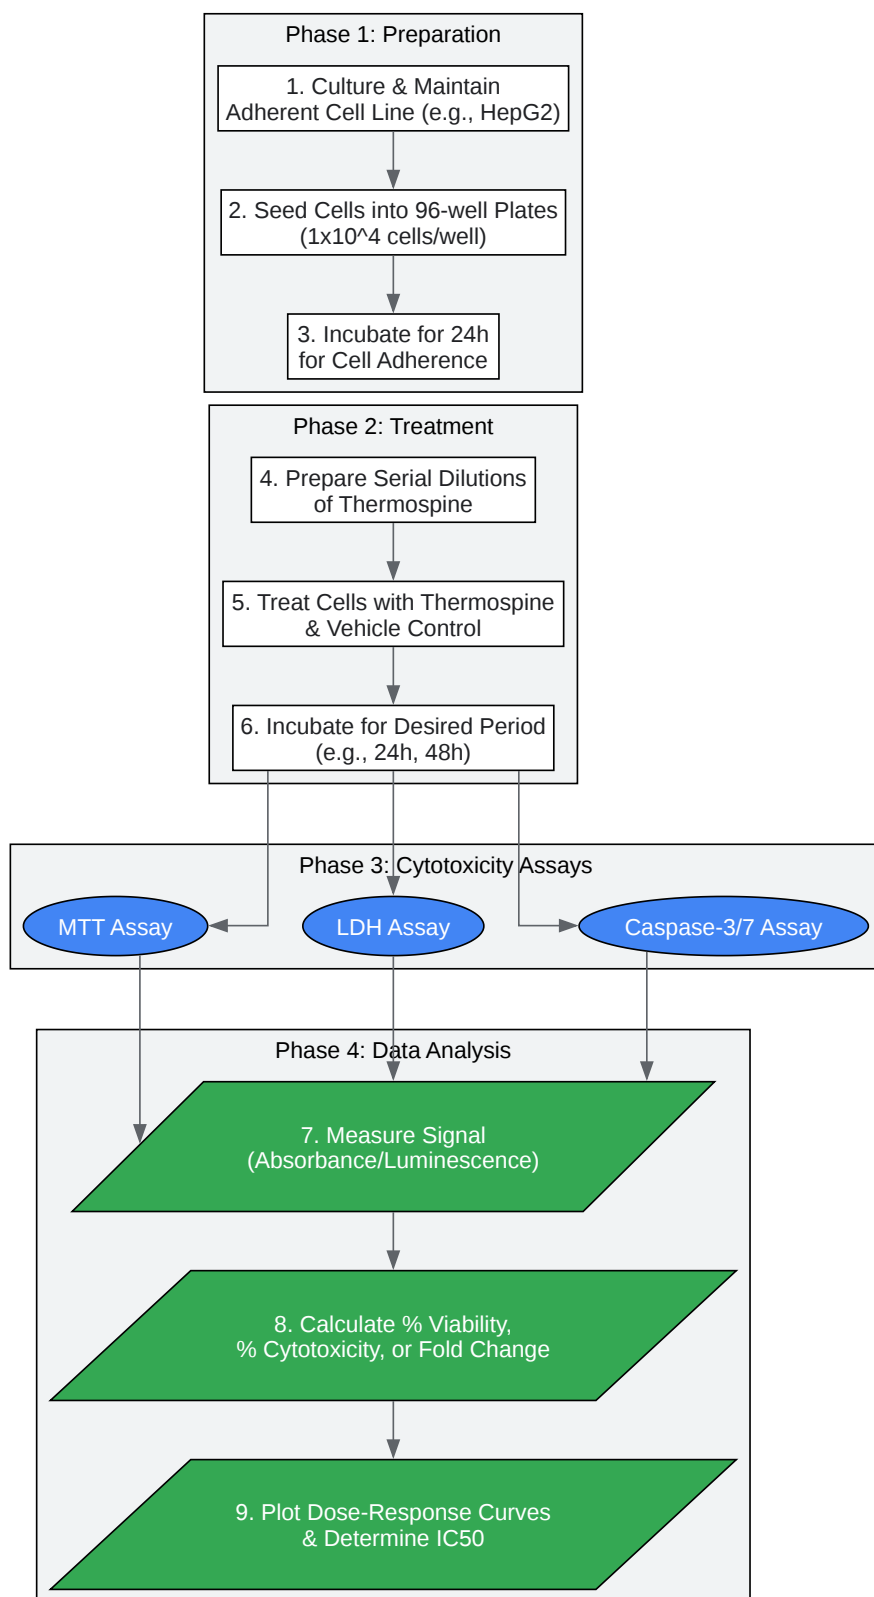 Phase 1: Preparation
1. Culture & Maintain
Adherent Cell Line (e.g., HepG2)
2. Seed Cells into 96-well Plates
(1x10^4 cells/well)
3. Incubate for 24h
for Cell Adherence
Phase 2: Treatment
4. Prepare Serial Dilutions
of Thermospine
5. Treat Cells with Thermospine
& Vehicle Control
6. Incubate for Desired Period
(e.g., 24h, 48h)
Phase 3: Cytotoxicity Assays
MTT Assay
LDH Assay
Caspase-3/7 Assay
Phase 4: Data Analysis
7. Measure Signal
(Absorbance/Luminescence)
8. Calculate % Viability,
% Cytotoxicity, or Fold Change
9. Plot Dose-Response Curves
& Determine IC50